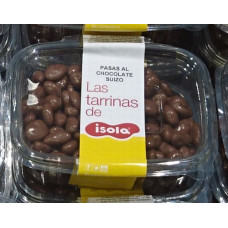 PASAS AL
CHOCOLATE
SUIZO
Las
tarrinas
de
isola